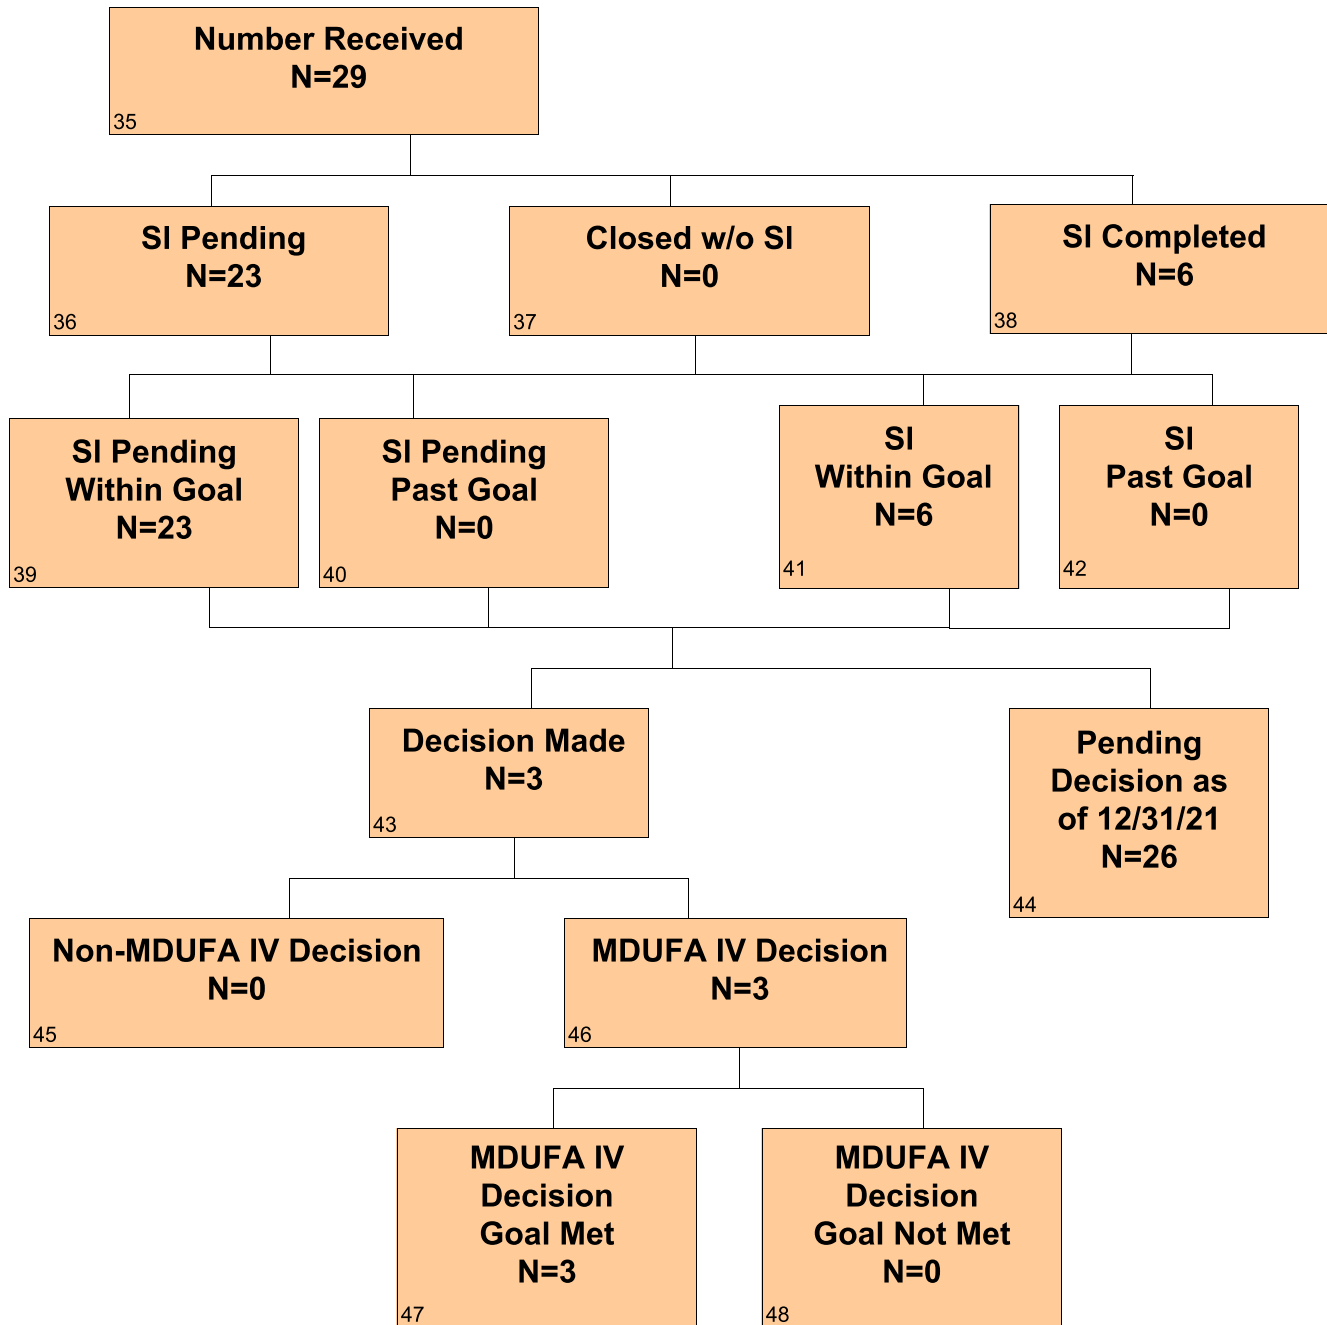 Number Received
N=29
35
SI Pending
N=23
36
Closed w/o SI
N=0
37
SI Completed
N=6
38
SI Pending
Within Goal
N=23
39
SI Pending
Past Goal
N=0
40
SI
Within Goal
N=6
41
SI
Past Goal
N=0
42
Decision Made
N=3
43
Pending
Decision as
of 12/31/21
N=26
44
Non-MDUFA IV Decision
N=0
45
MDUFA IV Decision
N=3
46
MDUFA IV
Decision
Goal Met
N=3
47
MDUFA IV
Decision
Goal Not Met
N=0
48